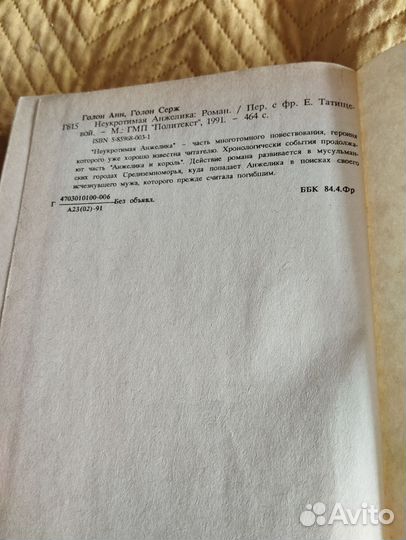 Голон Анн, Голон Серж
Г615 Неукротимая Анжелика: Роман. / Пер. с фр. Е. Татище-
вой. – М.: ГМП "Политекст", 1991. – 464 с.
ISBN 5-85968-003-1
"Неукротимая Анжелика" – часть многотомного повествования, героиня
которого уже хорошо известна читателю. Хронологически события продолжа-
ют часть "Анжелика и король". Действие романа развивается в мусульман-
ских городах Средиземноморья, куда попадает Анжелика в поисках своего
исчезнувшего мужа, которого прежде считала погибшим.
ББК 84.4.Фр
Г 4703010100-006
А23(02)-91 Без объявл.
Avito